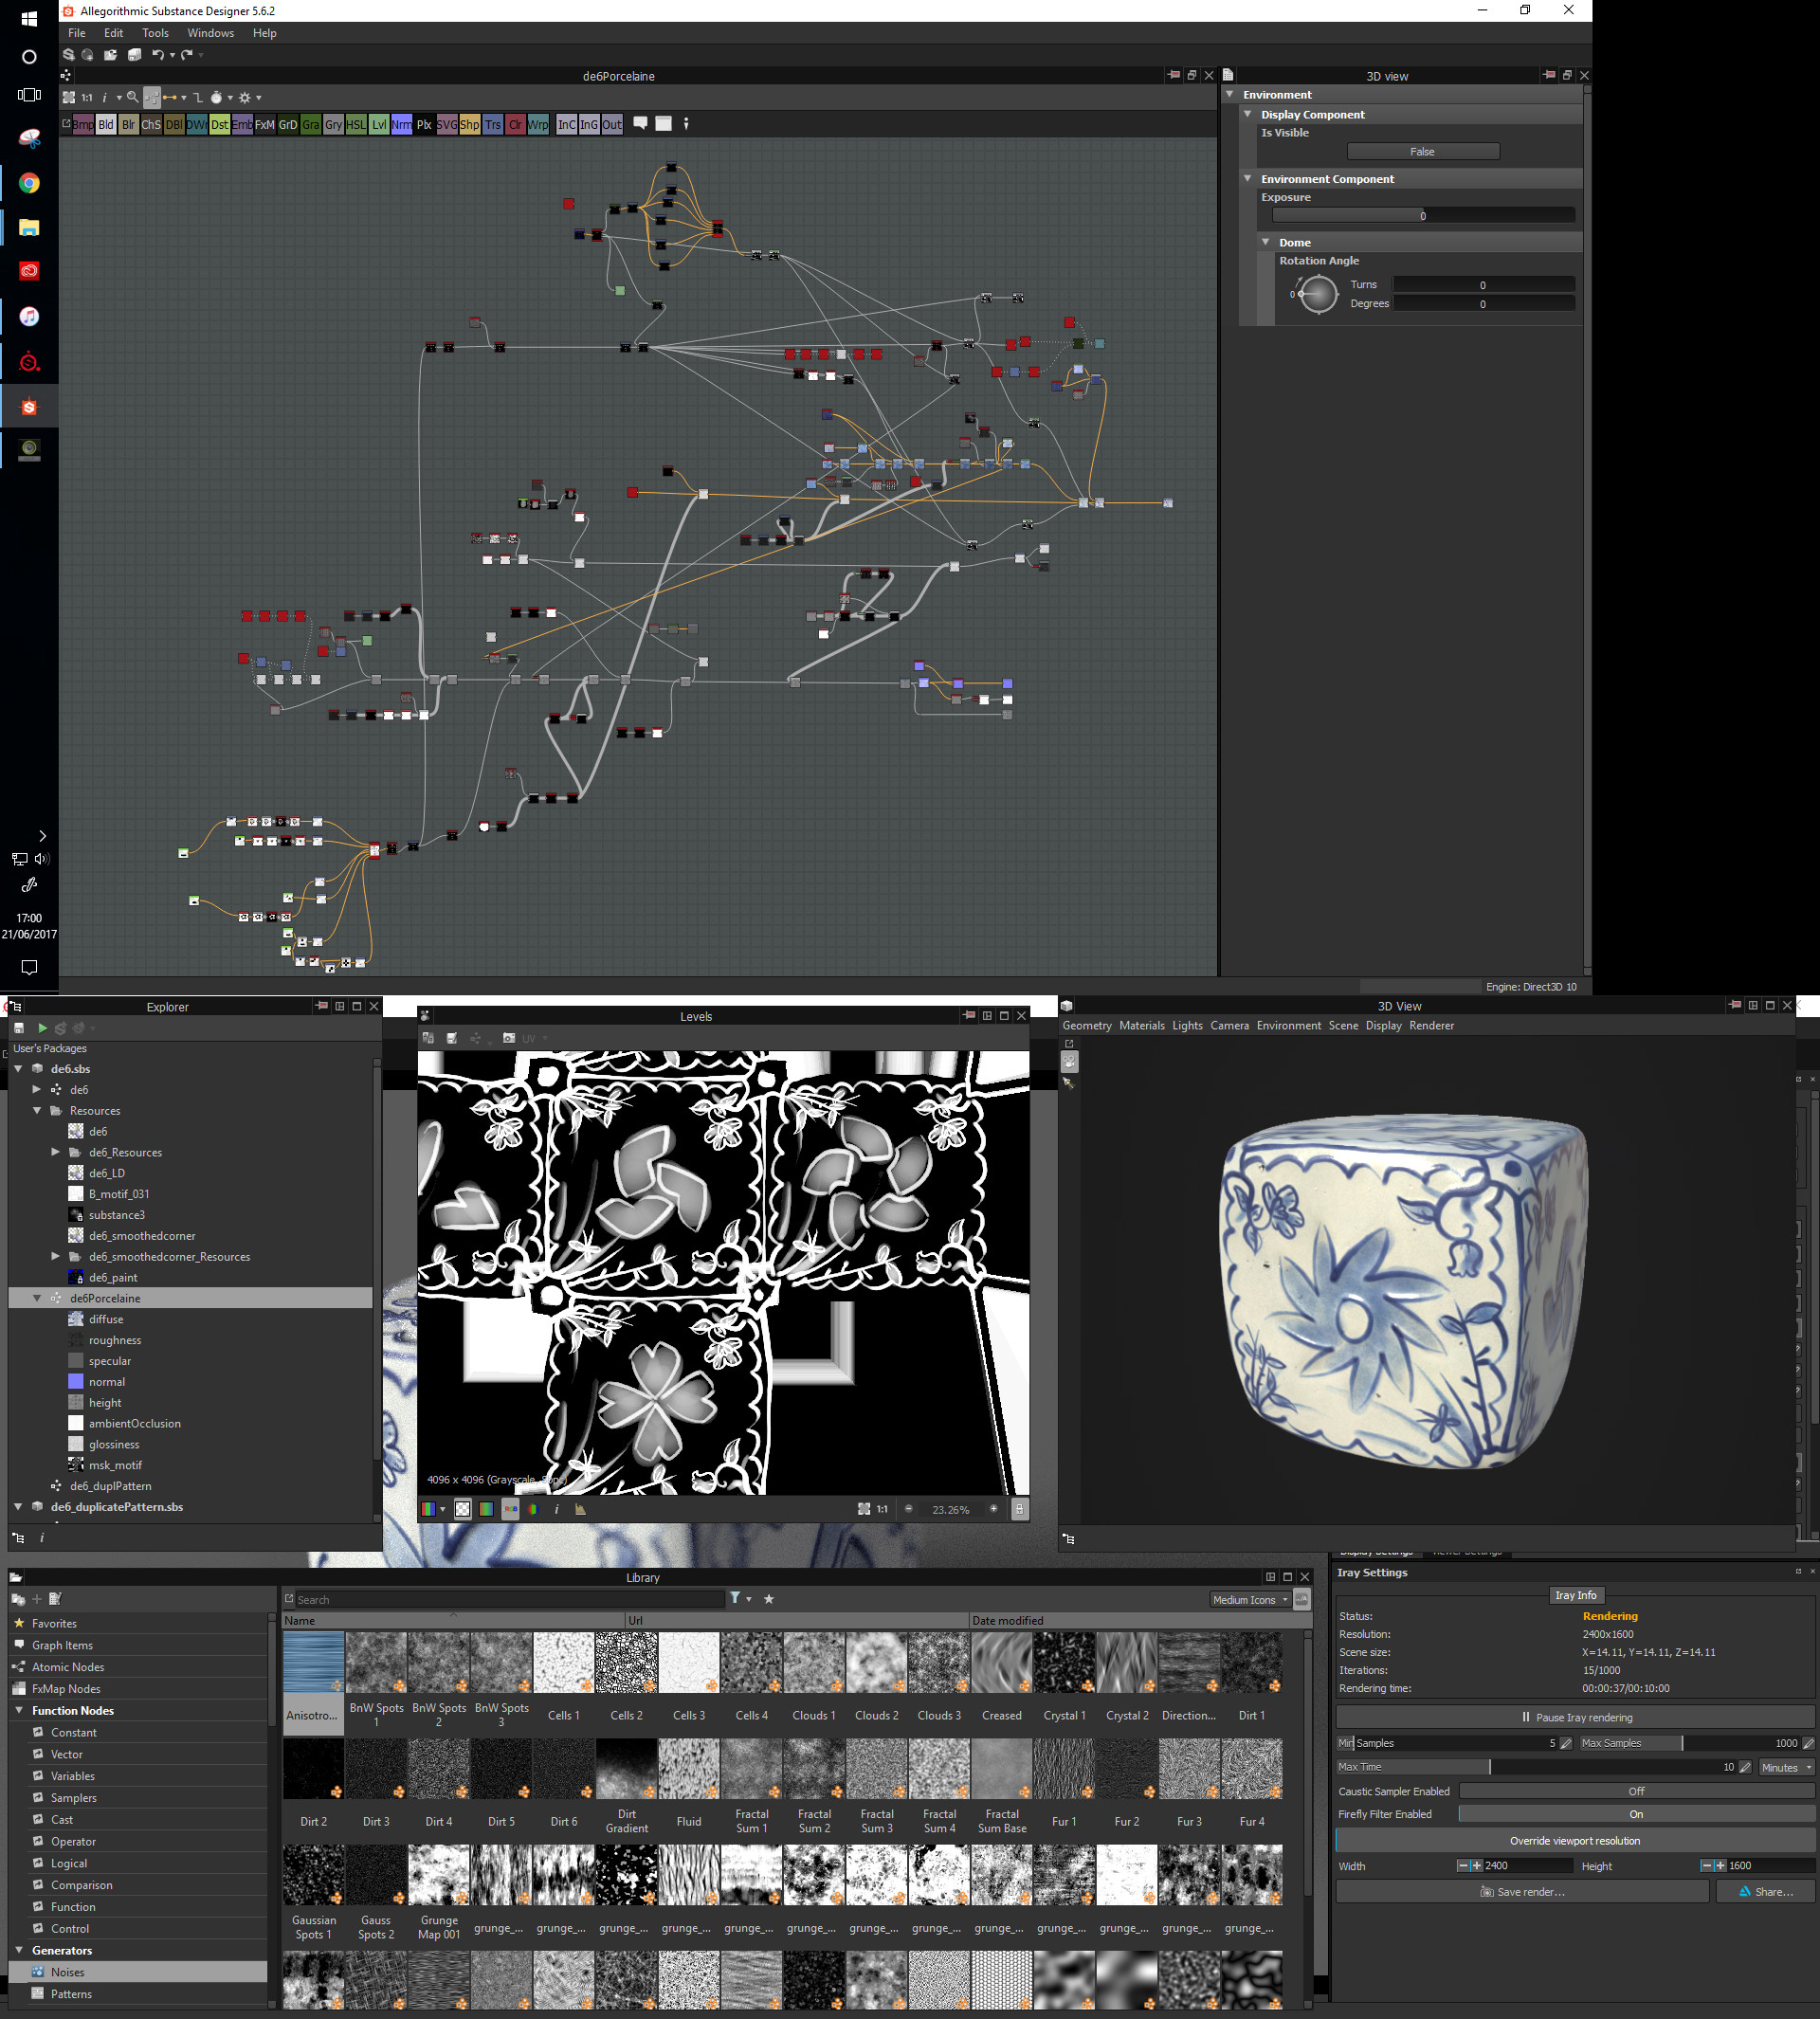 Allegorithmic Substance Designer 5.6.2
File Edit Tools Windows Help
de6Porcelaine
1:1
Bmp Bld Blr ChS DBl DWr Dst Emb FxM GrD Gra Gry HSL Lvl Nrm Plx SVG Shp Trs Clr Wrp InC InG Out
3D view
Environment
Display Component
Is Visible
False
Environment Component
Exposure
0
Dome
Rotation Angle
0
Turns 0
Degrees 0
17:00
21/06/2017
Engine: Direct3D 10
Explorer
User's Packages
de6.sbs
de6
Resources
de6
de6_Resources
de6_LD
B_motif_031
substance3
de6_smoothedcorner
de6_smoothedcorner_Resources
de6_paint
de6Porcelaine
diffuse
roughness
specular
normal
height
ambientOcclusion
glossiness
msk_motif
de6_duplPattern
de6_duplicatePattern.sbs
Levels
UV
4096 x 4096 (Grayscale,
1:1
23.26%
3D View
Geometry Materials Lights Camera Environment Scene Display Renderer
Library
Search
Medium Icons
Name Url Date modified
Favorites
Graph Items
Atomic Nodes
FxMap Nodes
Function Nodes
Constant
Vector
Variables
Samplers
Cast
Operator
Logical
Comparison
Function
Control
Generators
Noises
Patterns
Anisotro... BnW Spots 1 BnW Spots 2 BnW Spots 3 Cells 1 Cells 2 Cells 3 Cells 4 Clouds 1 Clouds 2 Clouds 3 Creased Crystal 1 Crystal 2 Direction... Dirt 1
Dirt 2 Dirt 3 Dirt 4 Dirt 5 Dirt 6 Dirt Gradient Fluid Fractal Sum 1 Fractal Sum 2 Fractal Sum 3 Fractal Sum 4 Fractal Sum Base Fur 1 Fur 2 Fur 3 Fur 4
Gaussian Spots 1 Gauss Spots 2 Grunge Map 001 grunge_... grunge_... grunge_... grunge_... grunge_... grunge_... grunge_... grunge_... grunge_... grunge_... grunge_... grunge_... grunge_...
Display Settings Viewer Settings
Iray Settings
Iray Info
Status: Rendering
Resolution: 2400x1600
Scene size: X=14.11, Y=14.11, Z=14.11
Iterations: 15/1000
Rendering time: 00:00:37/00:10:00
Pause Iray rendering
Min Samples 5 Max Samples 1000
Max Time 10 Minutes
Caustic Sampler Enabled Off
Firefly Filter Enabled On
Override viewport resolution
Width 2400 Height 1600
Save render... Share...